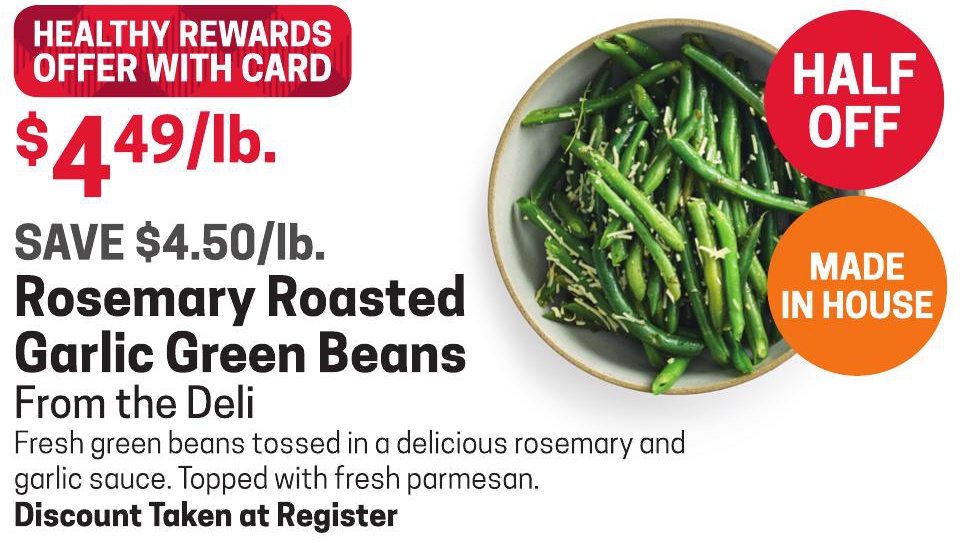 HEALTHY REWARDS
OFFER WITH CARD
$4.49/lb.
SAVE $4.50/lb.
Rosemary Roasted
Garlic Green Beans
From the Deli
Fresh green beans tossed in a delicious rosemary and
garlic sauce. Topped with fresh parmesan.
Discount Taken at Register
HALF
OFF
MADE
IN HOUSE